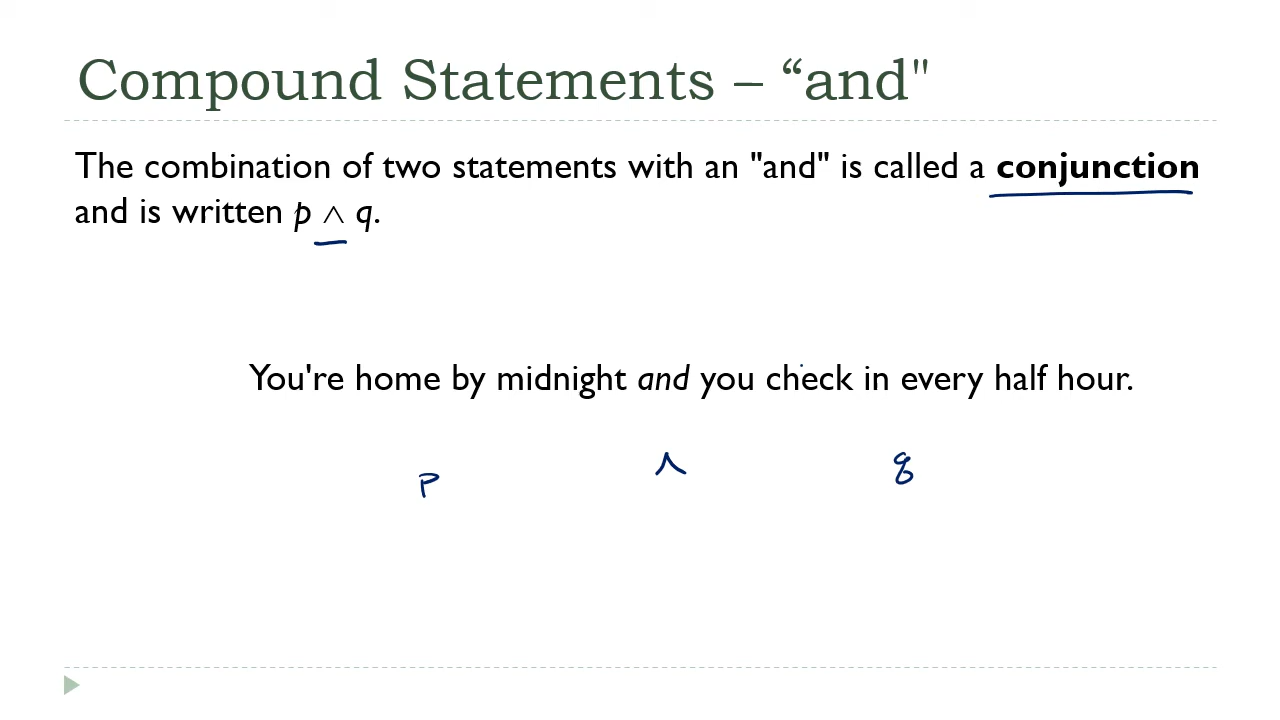 Compound Statements – “and"
The combination of two statements with an "and" is called a conjunction
and is written p ∧ q.
You're home by midnight and you check in every half hour.
p ∧ q